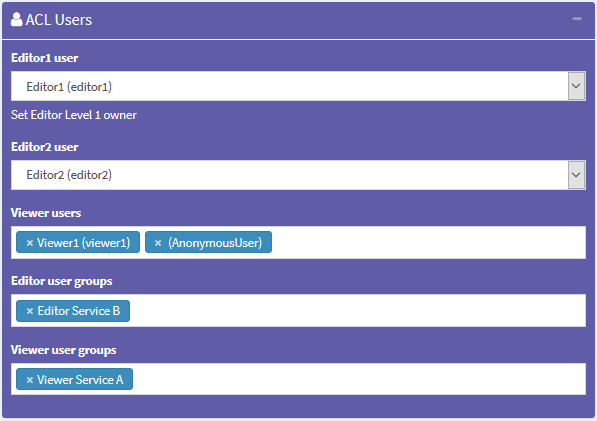 ACL Users
Editor1 user
Editor1 (editor1)
Set Editor Level 1 owner
Editor2 user
Editor2 (editor2)
Viewer users
× Viewer1 (viewer1) × (AnonymousUser)
Editor user groups
× Editor Service B
Viewer user groups
× Viewer Service A